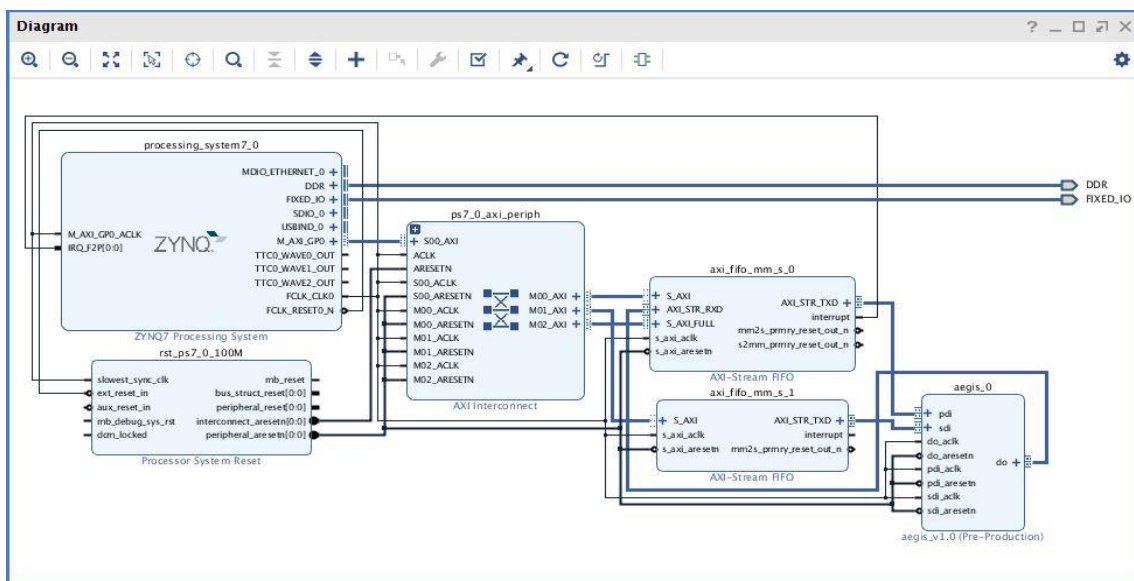 Diagram
processing_system7_0
MDIO_ETHERNET_0
DDR
FIXED_IO
SDIO_0
USBIND_0
M_AXI_GP0
TTC0_WAVE0_OUT
TTC0_WAVE1_OUT
TTC0_WAVE2_OUT
FCLK_CLK0
FCLK_RESET0_N
M_AXI_GP0_ACLK
IRQ_F2P[0:0]
ZYNQ
ZYNQ7 Processing System
DDR
FIXED_IO
rst_ps7_0_100M
slowest_sync_clk
ext_reset_in
aux_reset_in
mb_debug_sys_rst
dcm_locked
mb_reset
bus_struct_reset[0:0]
peripheral_reset[0:0]
interconnect_aresetn[0:0]
peripheral_aresetn[0:0]
Processor System Reset
ps7_0_axi_periph
S00_AXI
ACLK
ARESETN
S00_ACLK
S00_ARESETN
M00_ACLK
M00_ARESETN
M01_ACLK
M01_ARESETN
M02_ACLK
M02_ARESETN
M00_AXI
M01_AXI
M02_AXI
AXI Interconnect
axi_fifo_mm_s_0
S_AXI
AXI_STR_RXD
S_AXI_FULL
s_axi_aclk
s_axi_aresetn
AXI_STR_TXD
interrupt
mm2s_prmry_reset_out_n
s2mm_prmry_reset_out_n
AXI-Stream FIFO
axi_fifo_mm_s_1
S_AXI
s_axi_aclk
s_axi_aresetn
AXI_STR_TXD
interrupt
mm2s_prmry_reset_out_n
AXI-Stream FIFO
aegis_0
pdi
sdi
do_aclk
do_aresetn
pdi_aclk
pdi_aresetn
sdi_aclk
sdi_aresetn
do
aegis_v1.0 (Pre-Production)